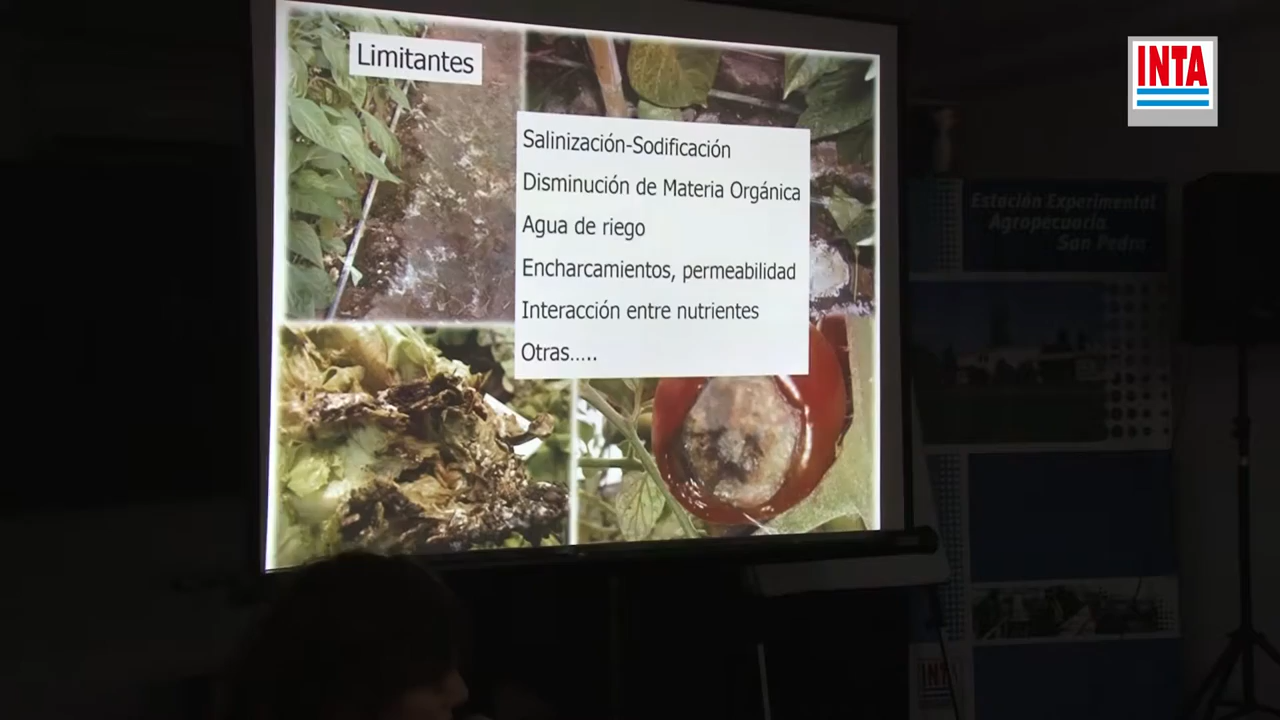 Limitantes
Salinización-Sodificación
Disminución de Materia Orgánica
Agua de riego
Encharcamientos, permeabilidad
Interacción entre nutrientes
Otras.....
INTA
Estación Experimental
Agropecuaria
San Pedro
INTA